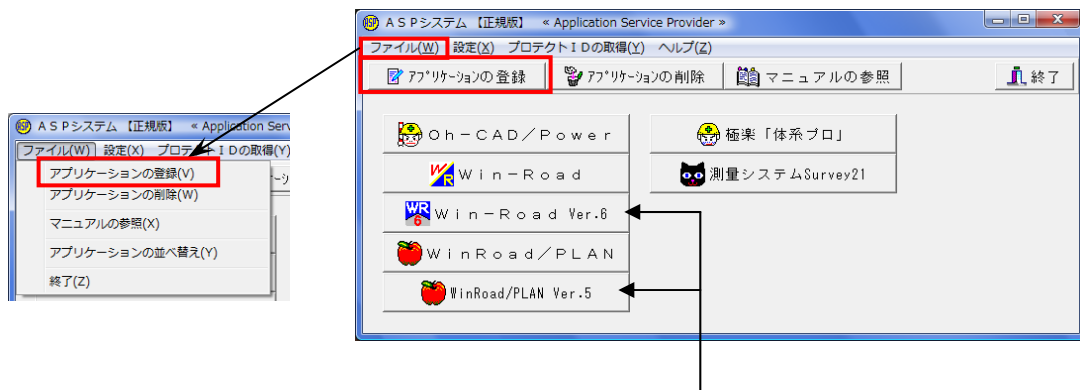 ＡＳＰシステム 【正規版】 « Application Service Provider »
ファイル(W) 設定(X) プロテクトＩＤの取得(Y) ヘルプ(Z)
ｱﾌﾟﾘｹｰｼｮﾝの登録 ｱﾌﾟﾘｹｰｼｮﾝの削除 マニュアルの参照 終了
Ｏｈ－ＣＡＤ／Ｐｏｗｅｒ 極楽「体系プロ」
Ｗｉｎ－Ｒｏａｄ 測量システムSurvey21
Ｗｉｎ－Ｒｏａｄ Ver.6
ＷｉｎＲｏａｄ／ＰＬＡＮ
WinRoad/PLAN Ver.5
ＡＳＰシステム 【正規版】 « Application Ser
ファイル(W) 設定(X) プロテクトＩＤの取得(Y)
アプリケーションの登録(V)
アプリケーションの削除(W)
マニュアルの参照(X)
アプリケーションの並べ替え(Y)
終了(Z)